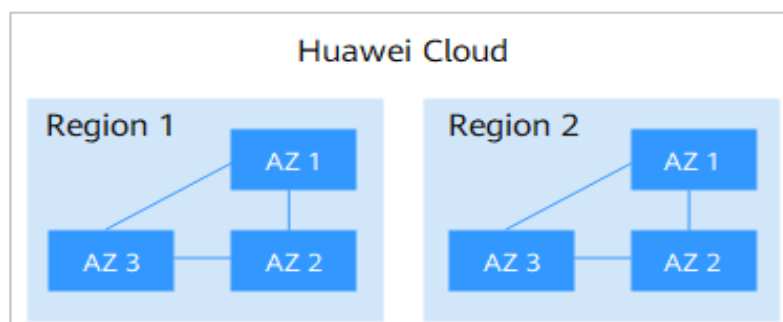 Huawei Cloud
Region 1
AZ 1
AZ 3
AZ 2
Region 2
AZ 1
AZ 3
AZ 2